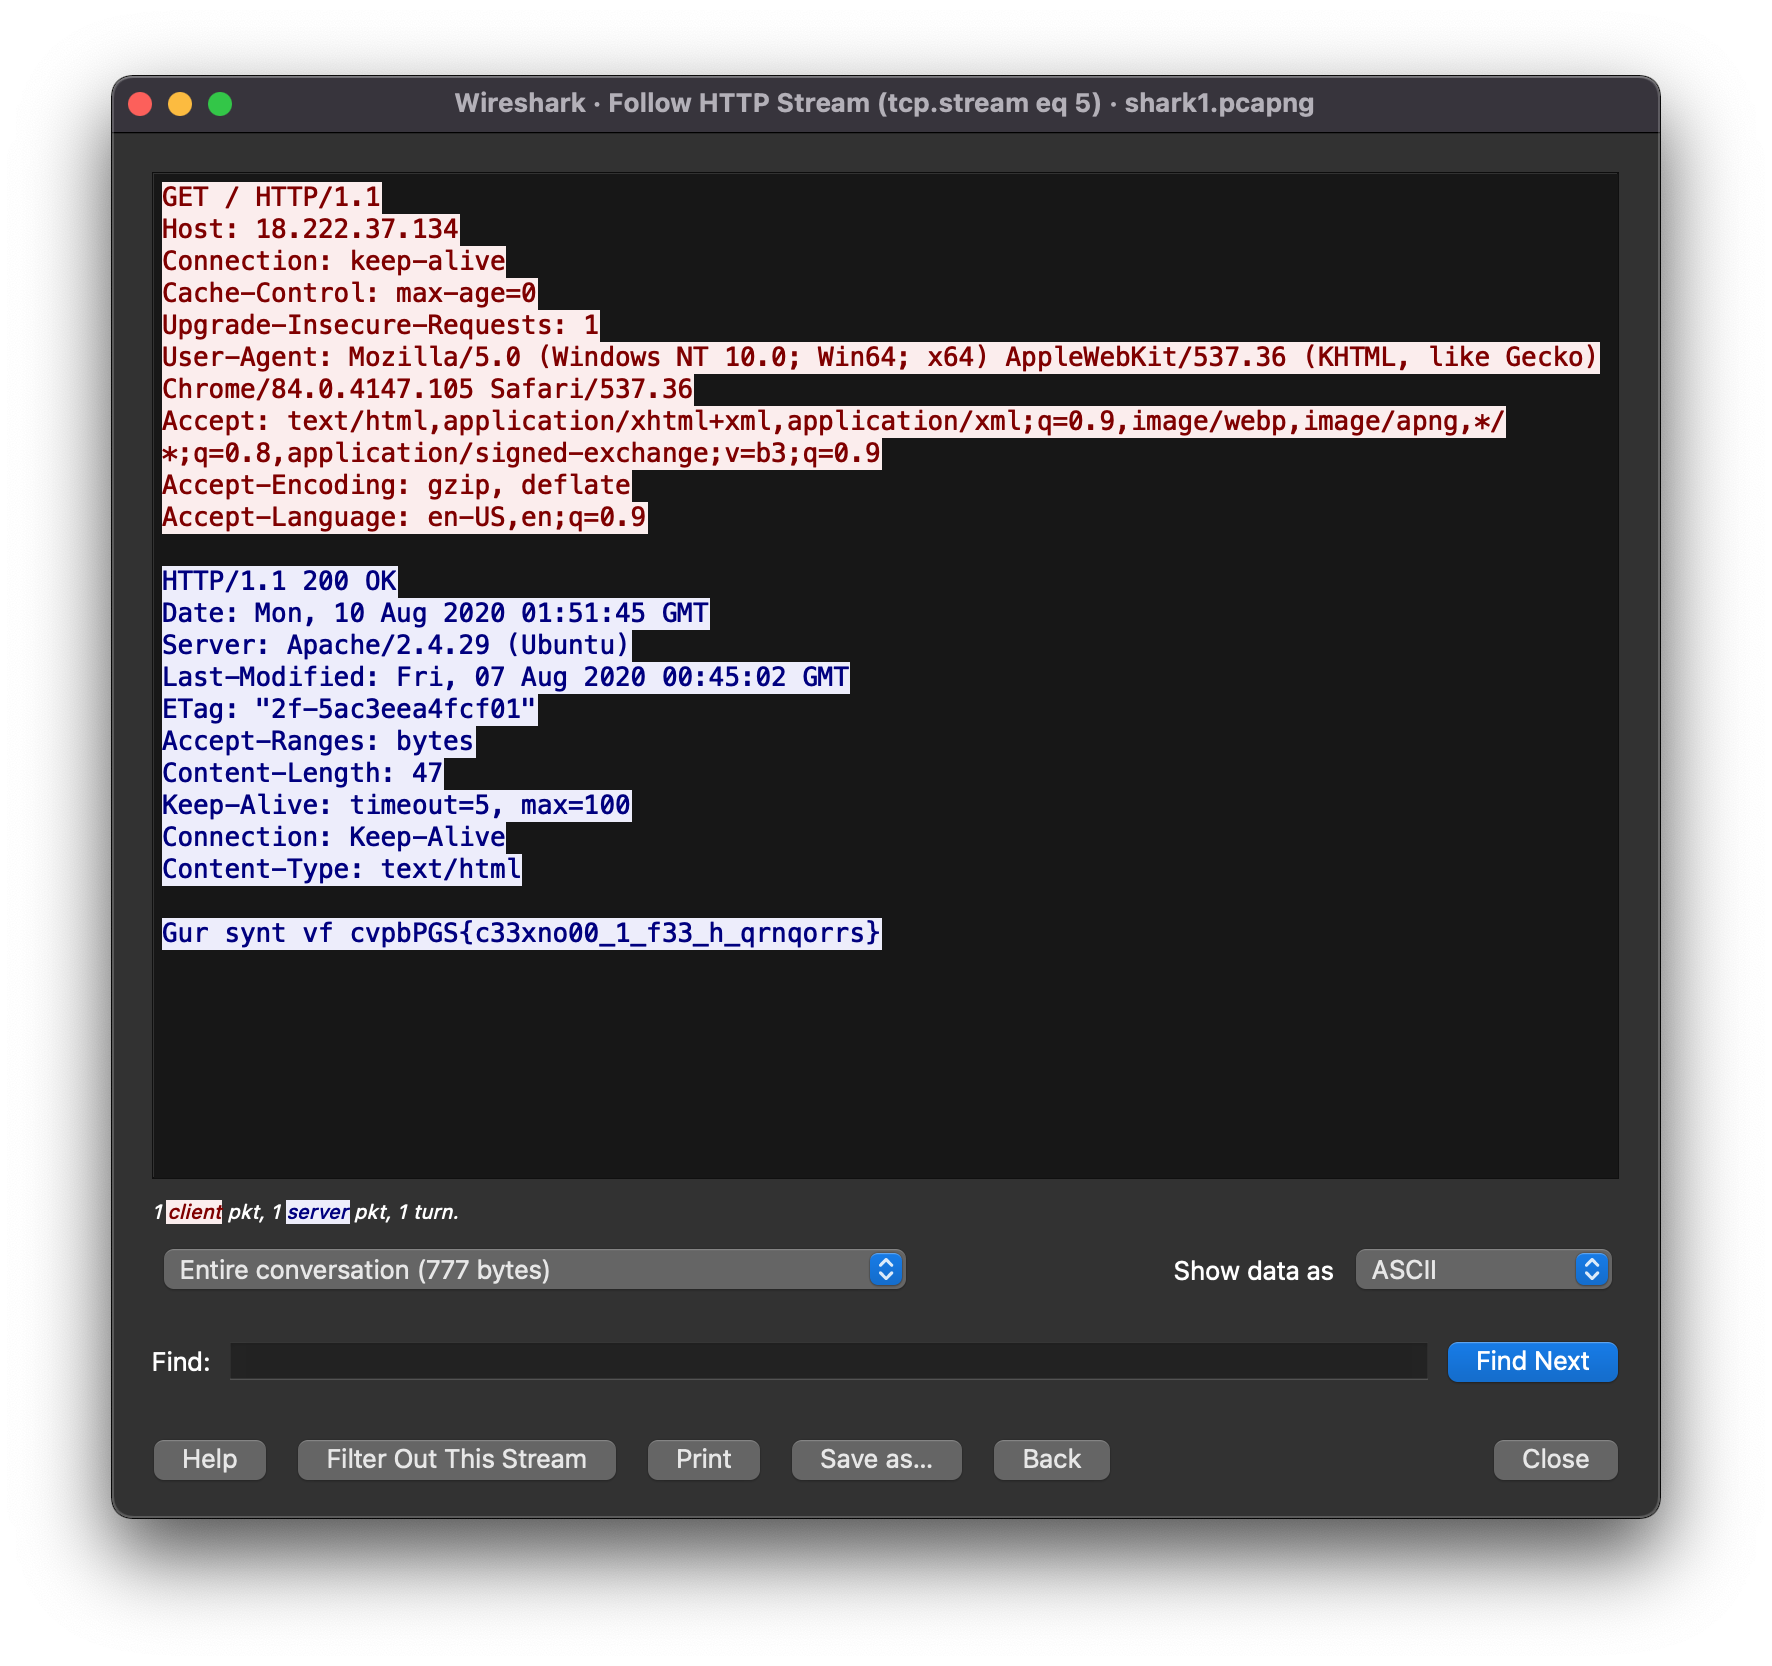 Wireshark · Follow HTTP Stream (tcp.stream eq 5) · shark1.pcapng
GET / HTTP/1.1
Host: 18.222.37.134
Connection: keep-alive
Cache-Control: max-age=0
Upgrade-Insecure-Requests: 1
User-Agent: Mozilla/5.0 (Windows NT 10.0; Win64; x64) AppleWebKit/537.36 (KHTML, like Gecko)
Chrome/84.0.4147.105 Safari/537.36
Accept: text/html,application/xhtml+xml,application/xml;q=0.9,image/webp,image/apng,*/
*;q=0.8,application/signed-exchange;v=b3;q=0.9
Accept-Encoding: gzip, deflate
Accept-Language: en-US,en;q=0.9
HTTP/1.1 200 OK
Date: Mon, 10 Aug 2020 01:51:45 GMT
Server: Apache/2.4.29 (Ubuntu)
Last-Modified: Fri, 07 Aug 2020 00:45:02 GMT
ETag: "2f-5ac3eea4fcf01"
Accept-Ranges: bytes
Content-Length: 47
Keep-Alive: timeout=5, max=100
Connection: Keep-Alive
Content-Type: text/html
Gur synt vf cvpbPGS{c33xno00_1_f33_h_qrnqorrs}
1 client pkt, 1 server pkt, 1 turn.
Entire conversation (777 bytes) Show data as ASCII
Find: Find Next
Help Filter Out This Stream Print Save as... Back Close